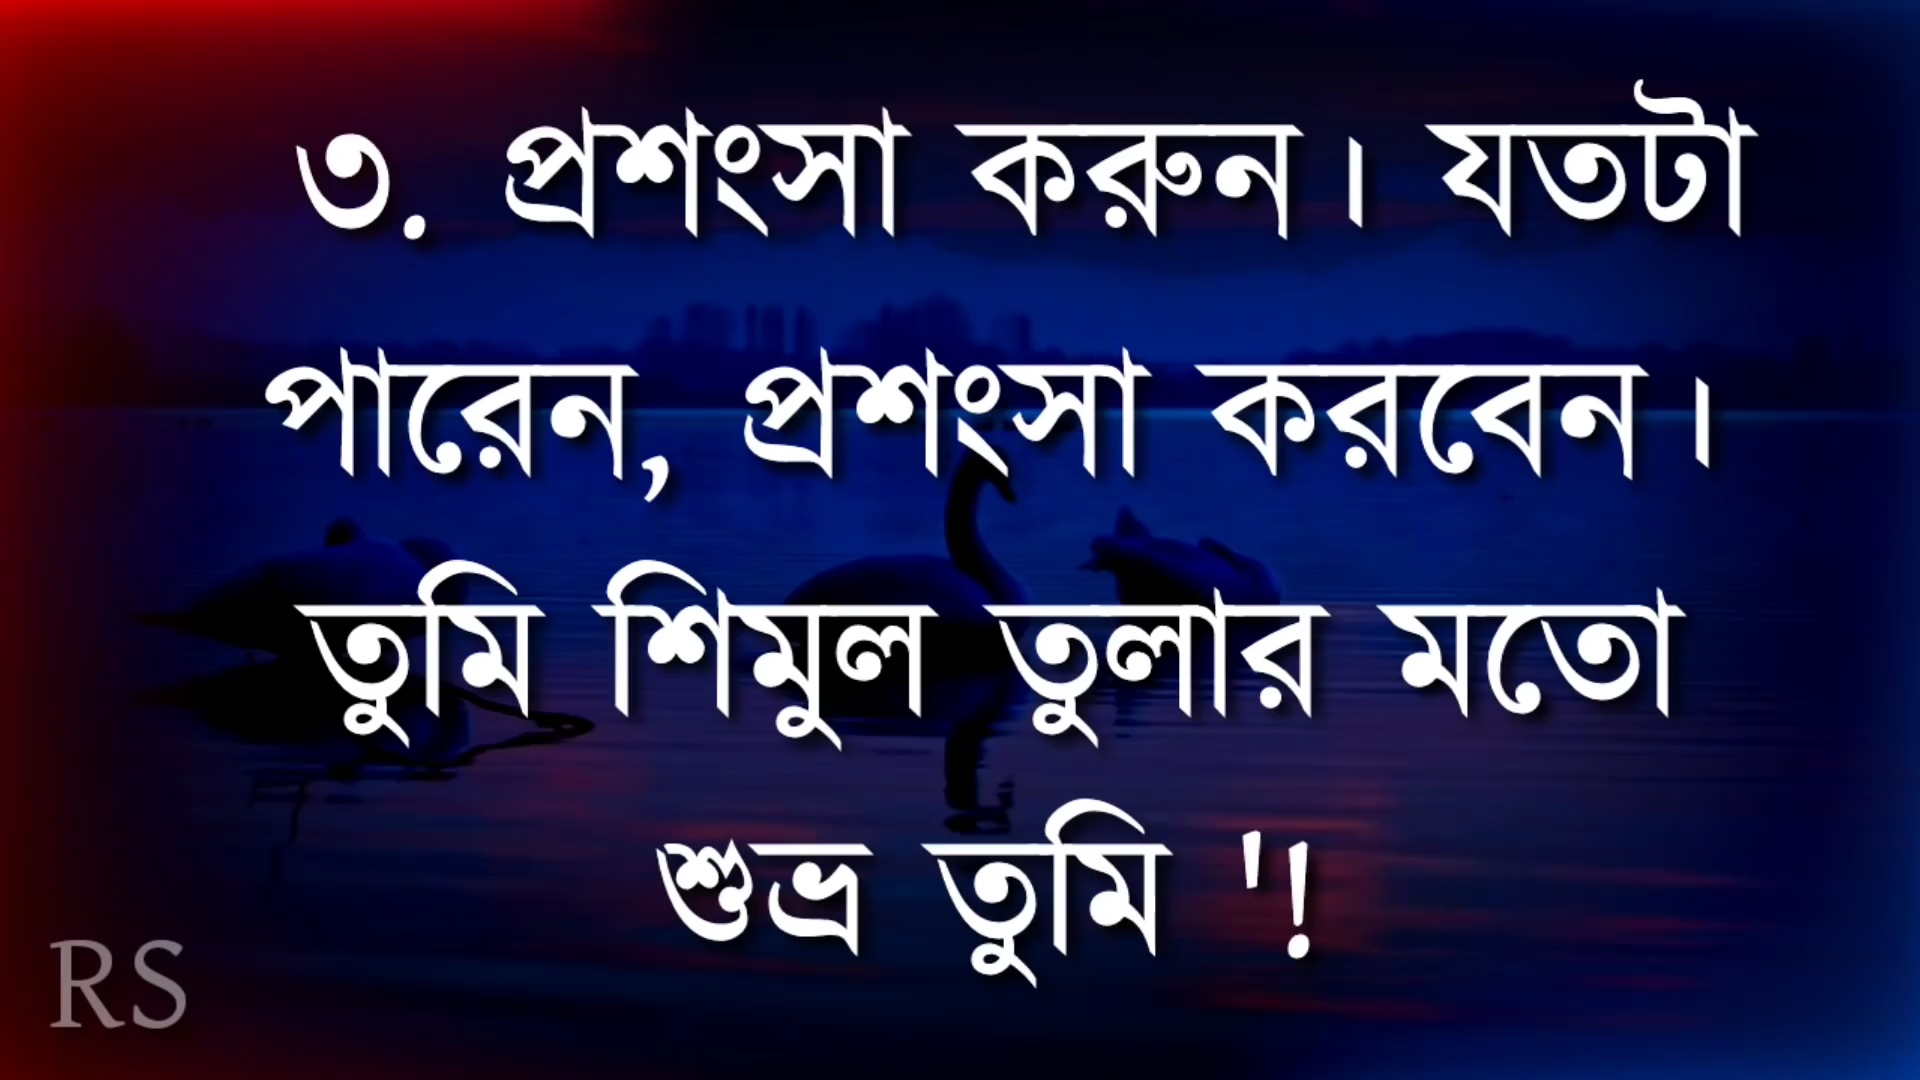 ৩. প্রশংসা করুন। যতটা
পারেন, প্রশংসা করবেন।
তুমি শিমুল তুলার মতো
শুভ্র তুমি '!
RS